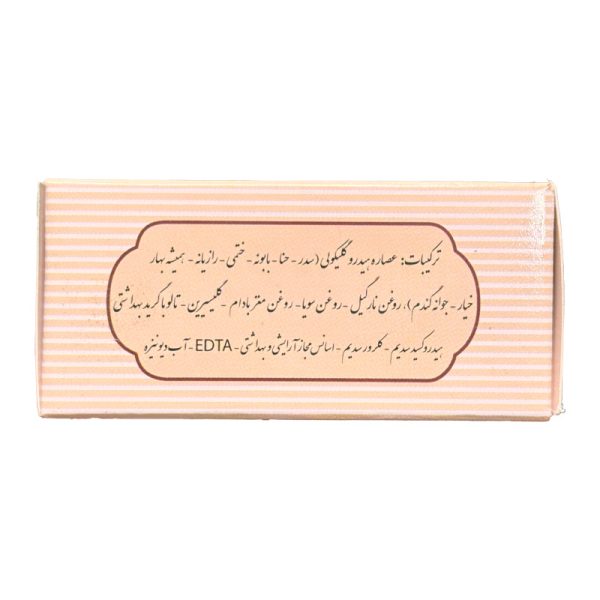 ترکیبات: عصاره هیدروگلیکولی (سدر - حنا - بابونه - ختمی - رازیانه - همیشه بهار
خیار - جوانه گندم)، روغن نارگیل - روغن سویا - روغن مغز بادام - گلیسیرین - تالو با گرید بهداشتی
هیدروکسید سدیم - کلرور سدیم - اسانس مجاز آرایشی و بهداشتی - EDTA - آب دیونیزه